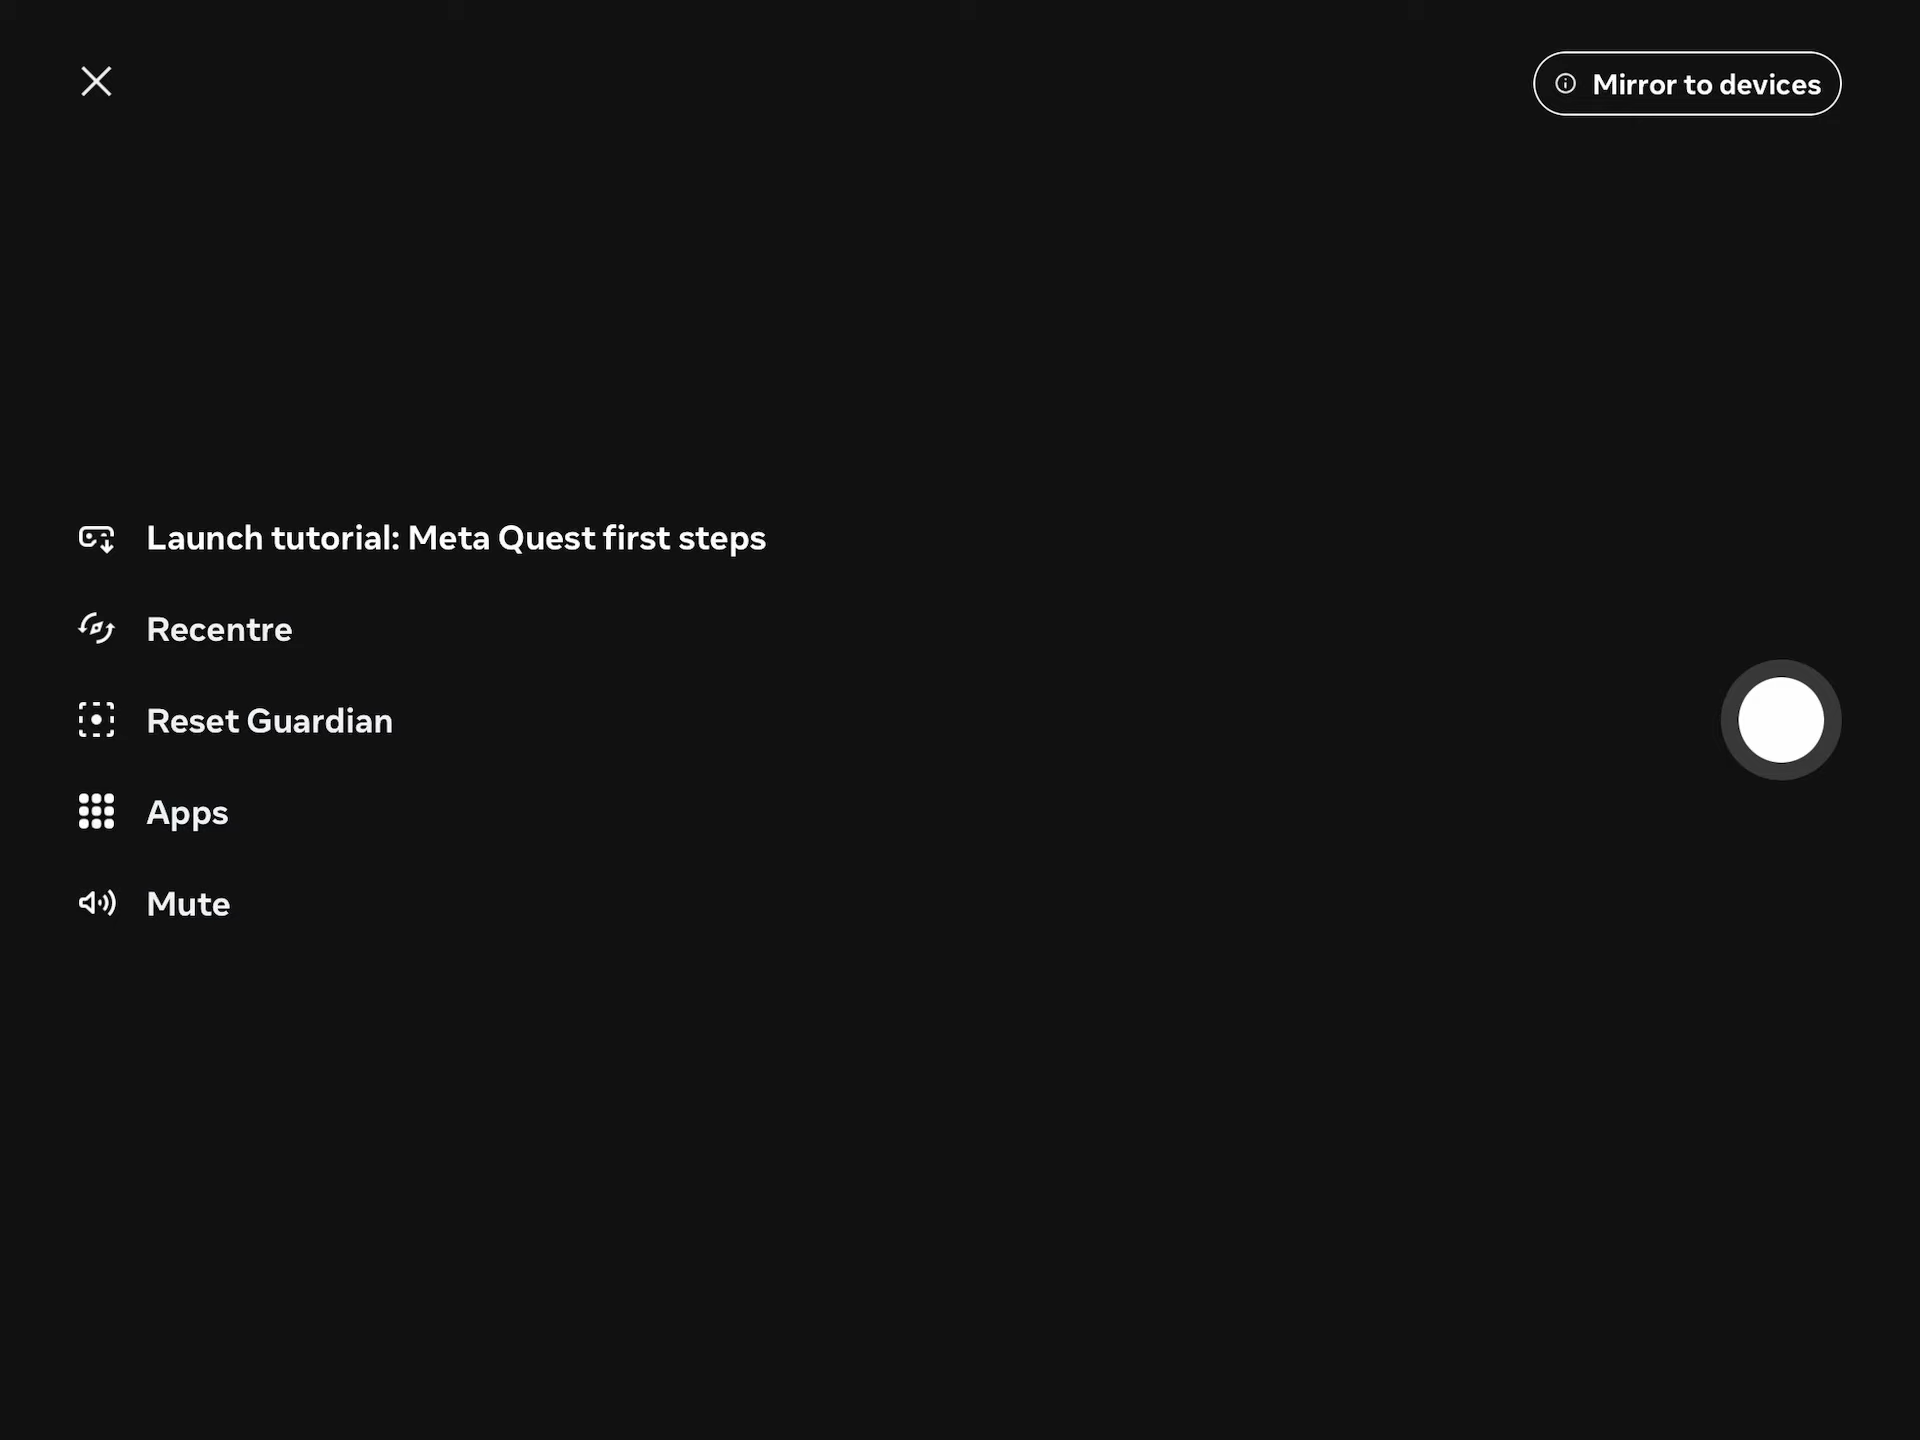 Mirror to devices
Launch tutorial: Meta Quest first steps
Recentre
Reset Guardian
Apps
Mute